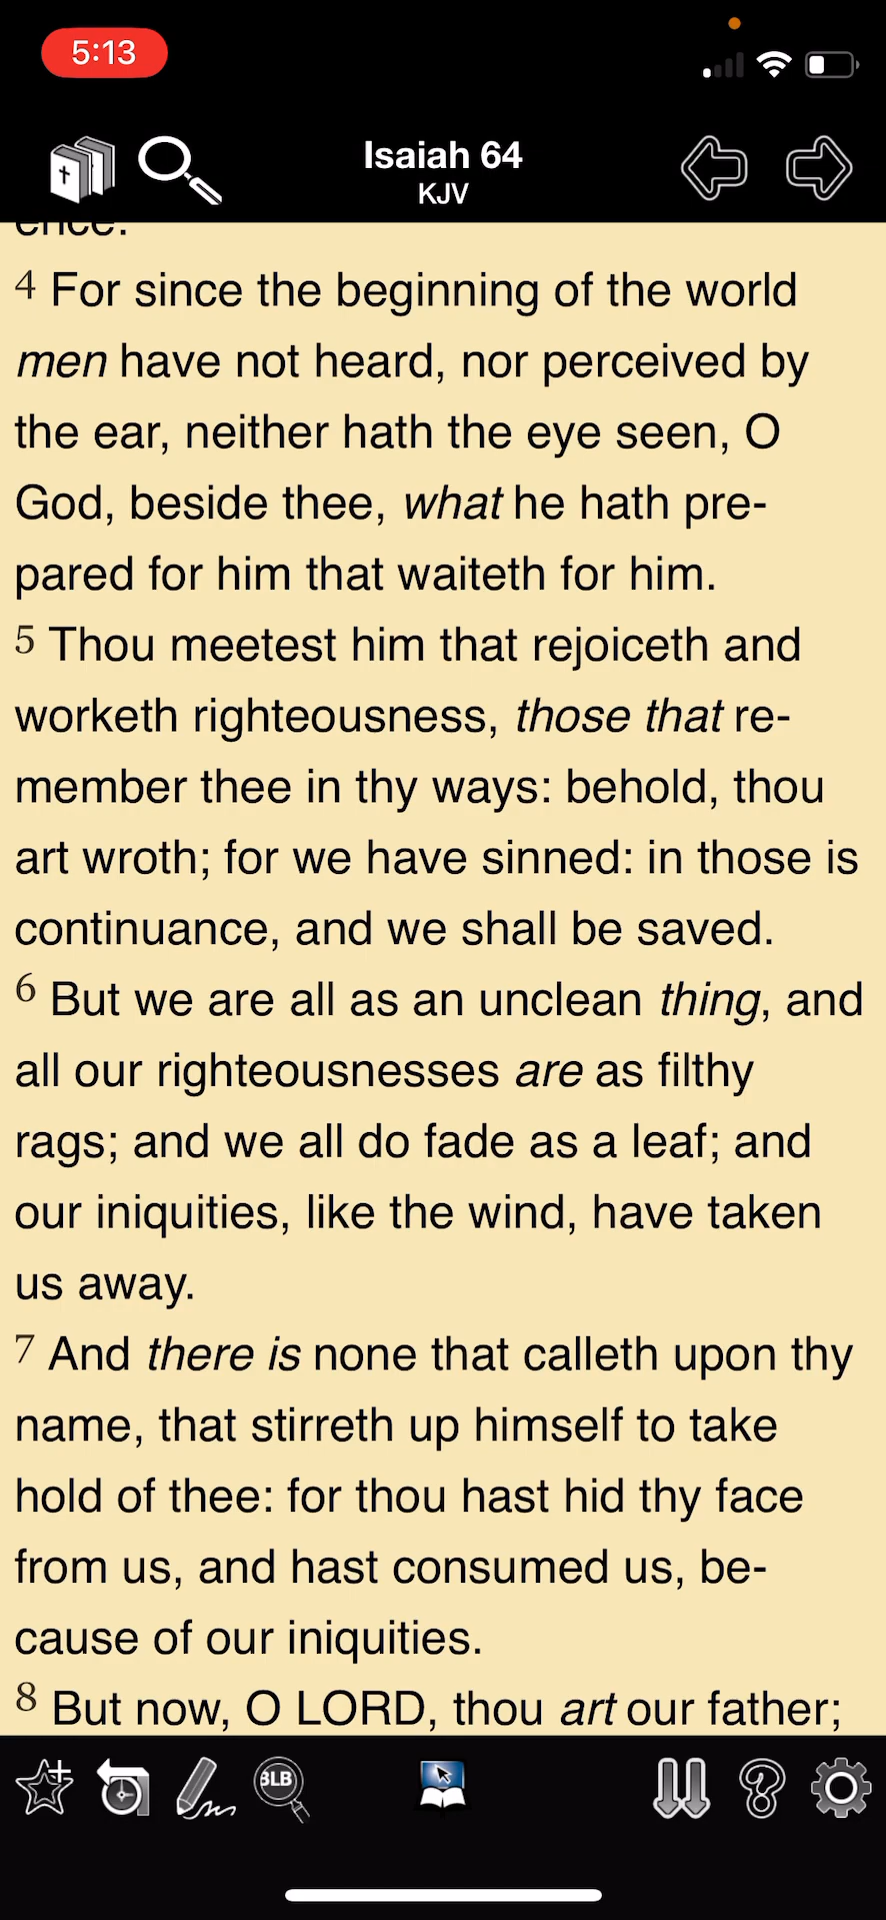 5:13
Isaiah 64
KJV
ence.
4 For since the beginning of the world
men have not heard, nor perceived by
the ear, neither hath the eye seen, O
God, beside thee, what he hath pre-
pared for him that waiteth for him.
5 Thou meetest him that rejoiceth and
worketh righteousness, those that re-
member thee in thy ways: behold, thou
art wroth; for we have sinned: in those is
continuance, and we shall be saved.
6 But we are all as an unclean thing, and
all our righteousnesses are as filthy
rags; and we all do fade as a leaf; and
our iniquities, like the wind, have taken
us away.
7 And there is none that calleth upon thy
name, that stirreth up himself to take
hold of thee: for thou hast hid thy face
from us, and hast consumed us, be-
cause of our iniquities.
8 But now, O LORD, thou art our father;
BLB